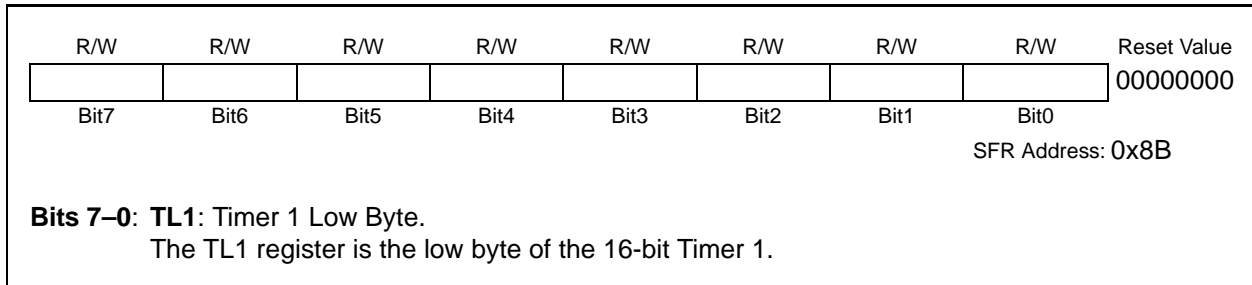 R/W R/W R/W R/W R/W R/W R/W R/W Reset Value
00000000
Bit7 Bit6 Bit5 Bit4 Bit3 Bit2 Bit1 Bit0
SFR Address: 0x8B
Bits 7–0: TL1: Timer 1 Low Byte.
The TL1 register is the low byte of the 16-bit Timer 1.